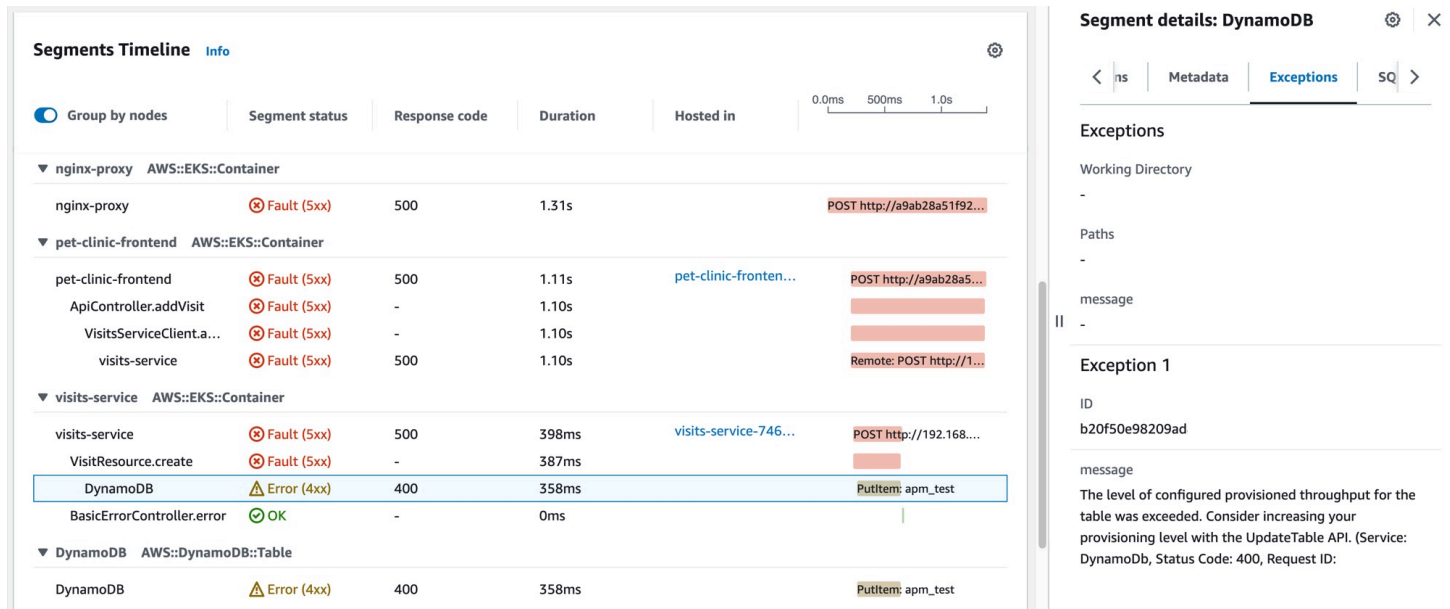 Segments Timeline Info
Group by nodes Segment status Response code Duration Hosted in 0.0ms 500ms 1.0s
nginx-proxy AWS::EKS::Container
nginx-proxy Fault (5xx) 500 1.31s POST http://a9ab28a51f92...
pet-clinic-frontend AWS::EKS::Container
pet-clinic-frontend Fault (5xx) 500 1.11s pet-clinic-fronten... POST http://a9ab28a5...
ApiController.addVisit Fault (5xx) - 1.10s
VisitsServiceClient.a... Fault (5xx) - 1.10s
visits-service Fault (5xx) 500 1.10s Remote: POST http://1...
visits-service AWS::EKS::Container
visits-service Fault (5xx) 500 398ms visits-service-746... POST http://192.168....
VisitResource.create Fault (5xx) - 387ms
DynamoDB Error (4xx) 400 358ms PutItem: apm_test
BasicErrorController.error OK - 0ms
DynamoDB AWS::DynamoDB::Table
DynamoDB Error (4xx) 400 358ms PutItem: apm_test
Segment details: DynamoDB
ns Metadata Exceptions SQ
Exceptions
Working Directory
-
Paths
-
message
-
Exception 1
ID
b20f50e98209ad
message
The level of configured provisioned throughput for the
table was exceeded. Consider increasing your
provisioning level with the UpdateTable API. (Service:
DynamoDb, Status Code: 400, Request ID: